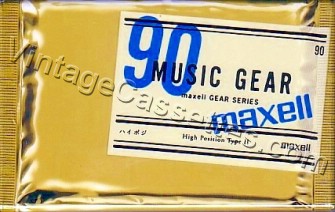 90
90
MUSIC GEAR
maxell GEAR SERIES
maxell
ハイポジ
High Position Type II
maxell
VintageCassettes.com